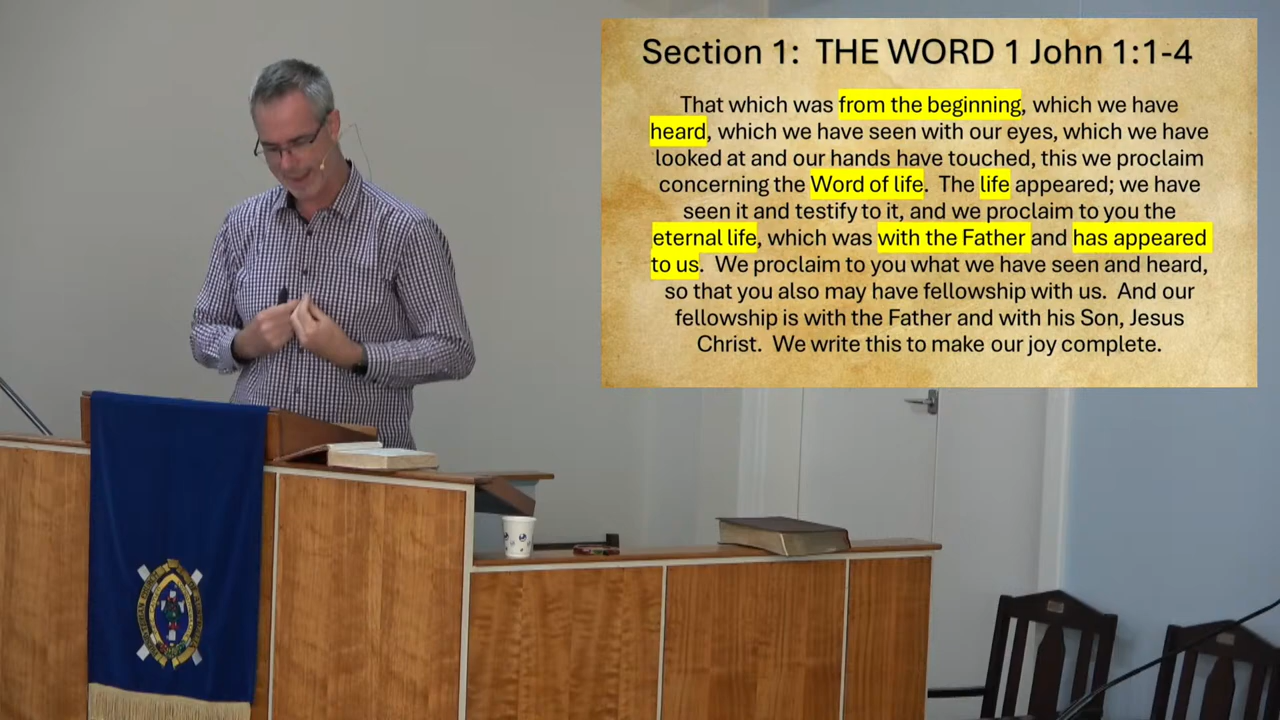 Section 1:  THE WORD 1 John 1:1-4
That which was from the beginning, which we have
heard, which we have seen with our eyes, which we have
looked at and our hands have touched, this we proclaim
concerning the Word of life.  The life appeared; we have
seen it and testify to it, and we proclaim to you the
eternal life, which was with the Father and has appeared
to us.  We proclaim to you what we have seen and heard,
so that you also may have fellowship with us.  And our
fellowship is with the Father and with his Son, Jesus
Christ.  We write this to make our joy complete.